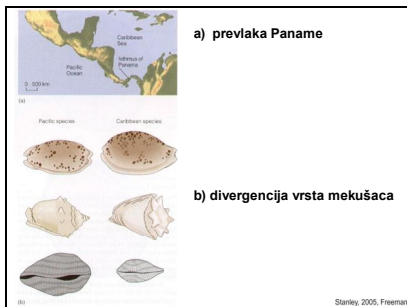 a) prevlaka Paname
Caribbean
Sea
Pacific
Ocean
Isthmus of
Panama
0 500 km
(a)
Pacific species
Caribbean species
b) divergencija vrsta mekušaca
(b)
Stanley, 2005, Freeman